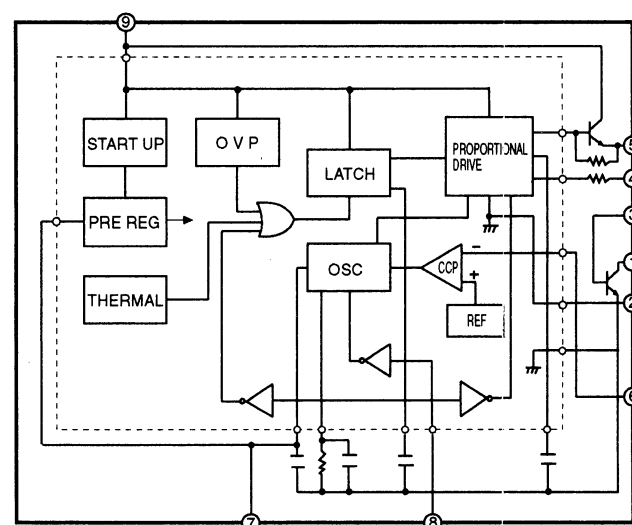 9
START UP
O V P
LATCH
PROPORTIONAL
DRIVE
5
4
PRE REG
3
OSC
CCP
−
+
1
THERMAL
REF
2
6
7
8